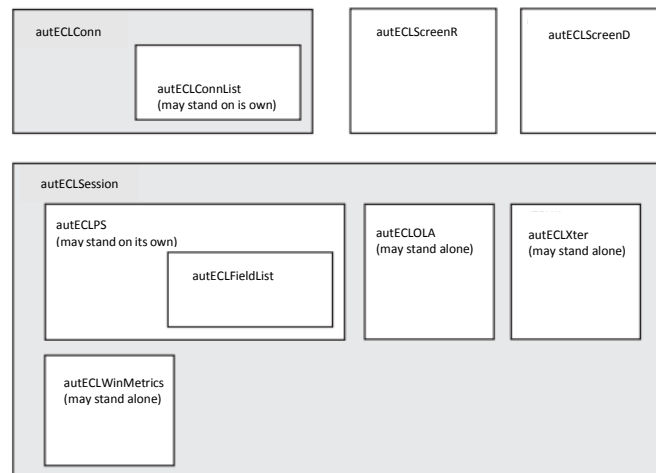 autECLConn
autECLScreenR
autECLScreenD
autECLConnList
(may stand on is own)
autECLSession
autECLPS
(may stand on its own)
autECLOIA
(may stand alone)
autECLXter
(may stand alone)
autECLFieldList
autECLWinMetrics
(may stand alone)